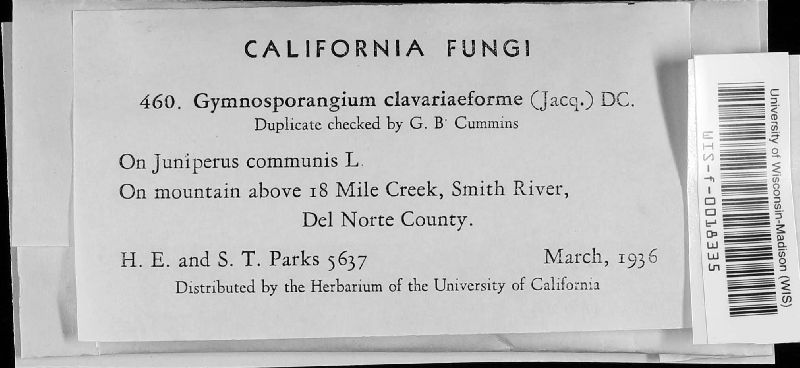 CALIFORNIA FUNGI
460. Gymnosporangium clavariaeforme (Jacq.) DC.
Duplicate checked by G. B Cummins
On Juniperus communis L.
On mountain above 18 Mile Creek, Smith River,
Del Norte County.
H. E. and S. T. Parks 5637 March, 1936
Distributed by the Herbarium of the University of California
University of Wisconsin-Madison (WIS)
WIS-f-0018335